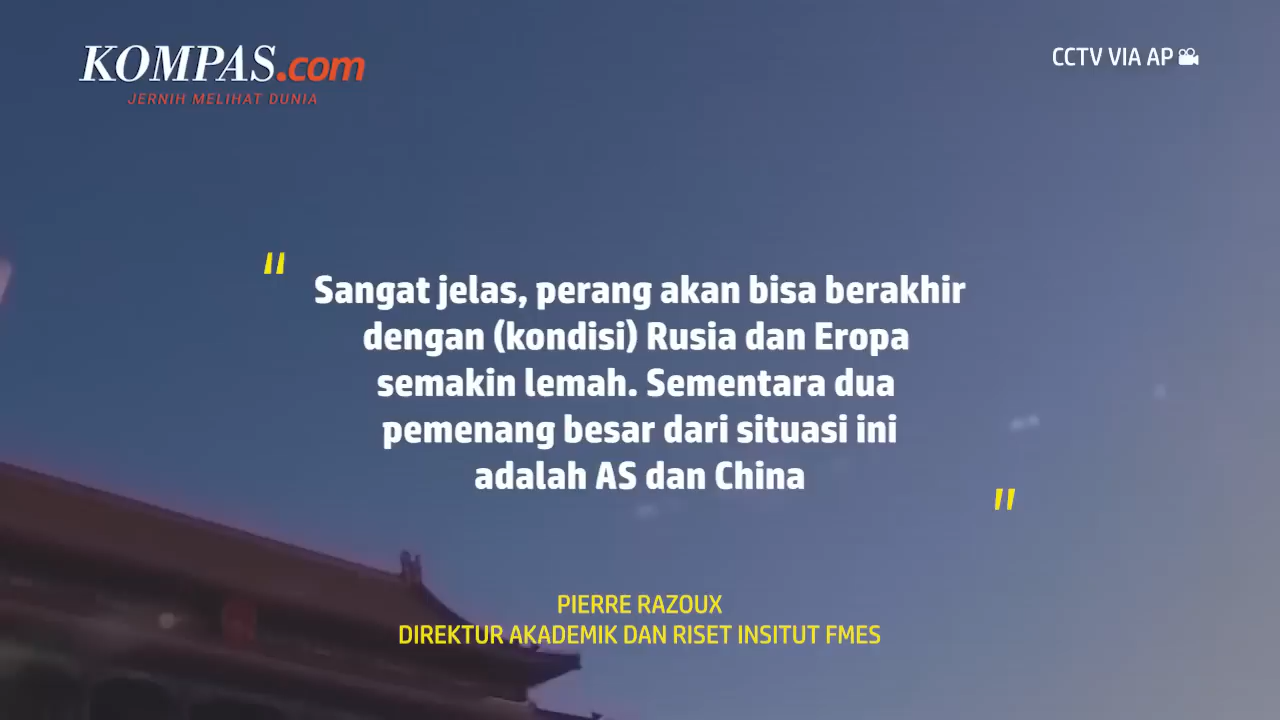 KOMPAS.com
JERNIH MELIHAT DUNIA
CCTV VIA AP
"Sangat jelas, perang akan bisa berakhir
dengan (kondisi) Rusia dan Eropa
semakin lemah. Sementara dua
pemenang besar dari situasi ini
adalah AS dan China"
PIERRE RAZOUX
DIREKTUR AKADEMIK DAN RISET INSITUT FMES